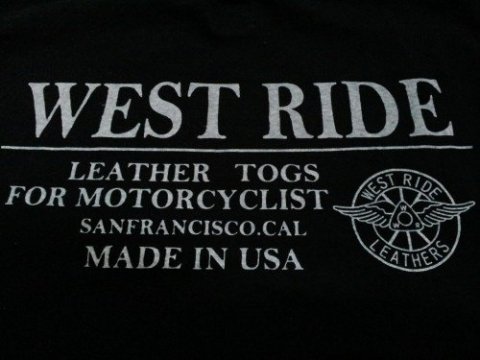 WEST RIDE
LEATHER TOGS
FOR MOTORCYCLIST
SANFRANCISCO.CAL
MADE IN USA
WEST RIDE
LEATHERS